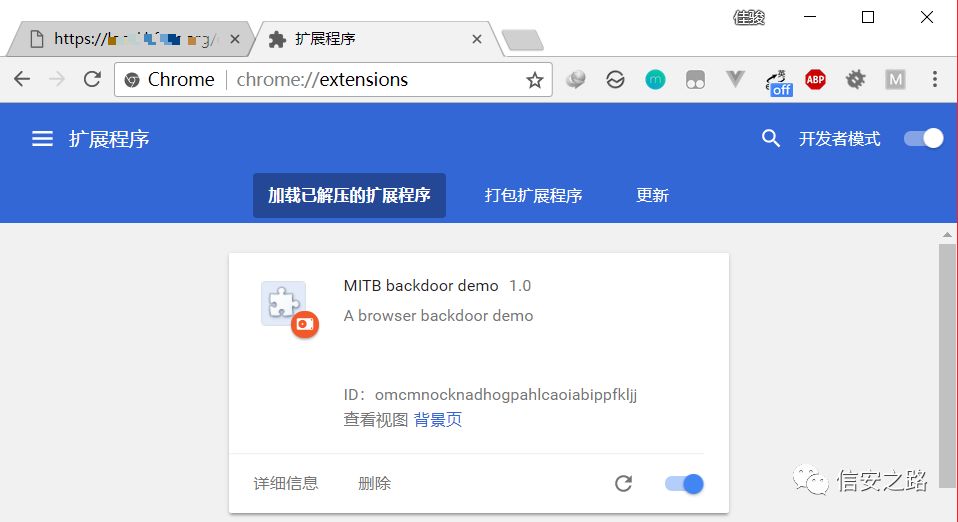 佳骏
https://
扩展程序
Chrome chrome://extensions
m
ABP
英
off
M
扩展程序
开发者模式
加载已解压的扩展程序 打包扩展程序 更新
MITB backdoor demo 1.0
A browser backdoor demo
ID：omcmnocknadhogpahlcaoiabippfkljj
查看视图 背景页
详细信息 删除
信安之路